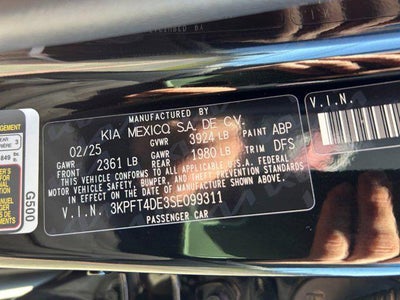 MANUFACTURED BY
KIA MEXICO, S.A. DE C.V.
02/25 GVWR 3924 LB PAINT ABP
GAWR FRONT 2361 LB GAWR REAR 1980 LB TRIM DFS
THIS VEHICLE CONFORMS TO ALL APPLICABLE U.S.A. FEDERAL
MOTOR VEHICLE SAFETY, BUMPER, AND THEFT PREVENTION STANDARDS
IN EFFECT ON THE DATE OF MANUFACTURE SHOWN ABOVE.
V.I.N. 3KPFT4DE3SE099311
PASSENGER CAR
V.I.N.
G500
3
849